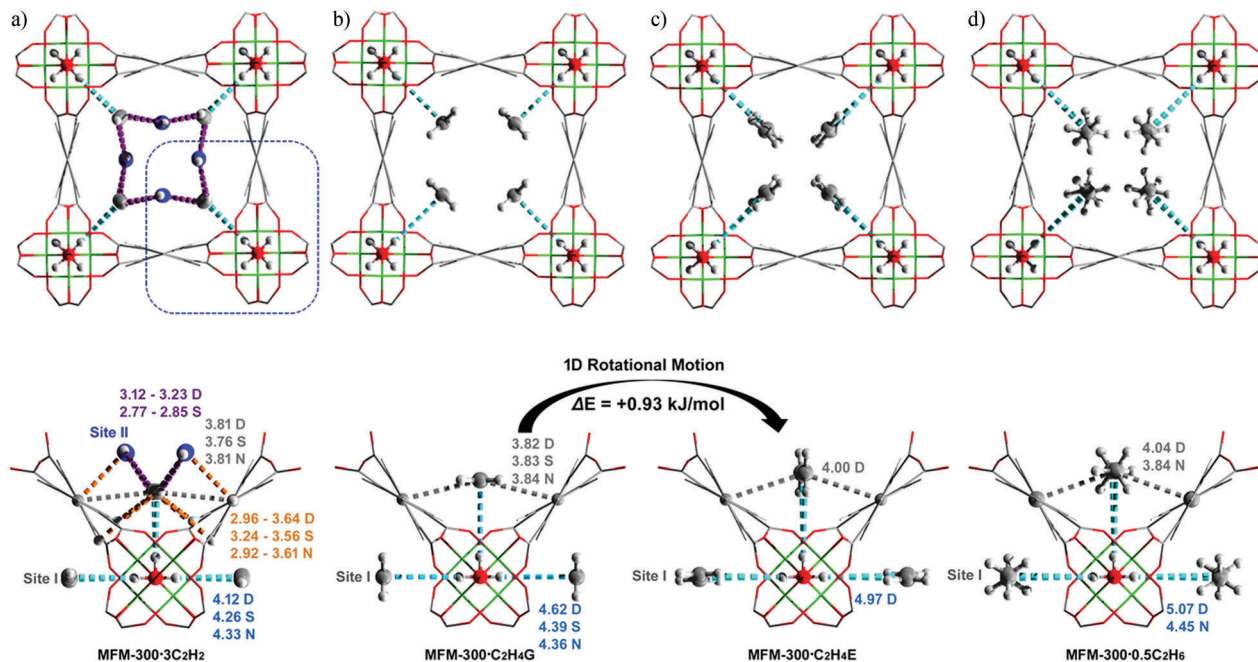 a)
b)
c)
d)
1D Rotational Motion
ΔE = +0.93 kJ/mol
3.12 - 3.23 D
2.77 - 2.85 S
Site II
3.81 D
3.76 S
3.81 N
2.96 - 3.64 D
3.24 - 3.56 S
2.92 - 3.61 N
Site I
4.12 D
4.26 S
4.33 N
MFM-300·3C2H2
3.82 D
3.83 S
3.84 N
Site I
4.62 D
4.39 S
4.36 N
MFM-300·C2H4G
4.00 D
Site I
4.97 D
MFM-300·C2H4E
4.04 D
3.84 N
Site I
5.07 D
4.45 N
MFM-300·0.5C2H6